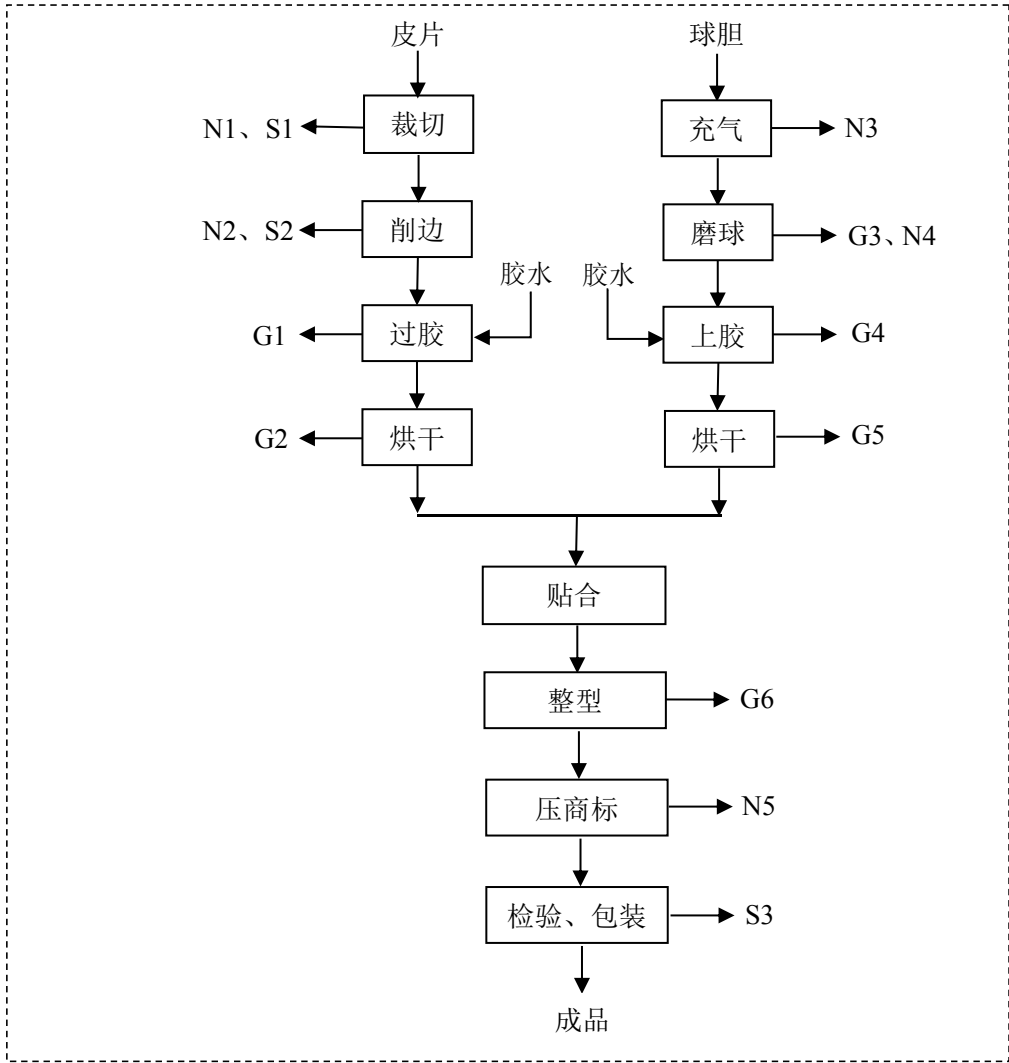 皮片
球胆
N1、S1
裁切
充气
N3
N2、S2
削边
磨球
G3、N4
胶水
胶水
G1
过胶
上胶
G4
G2
烘干
烘干
G5
贴合
整型
G6
压商标
N5
检验、包装
S3
成品